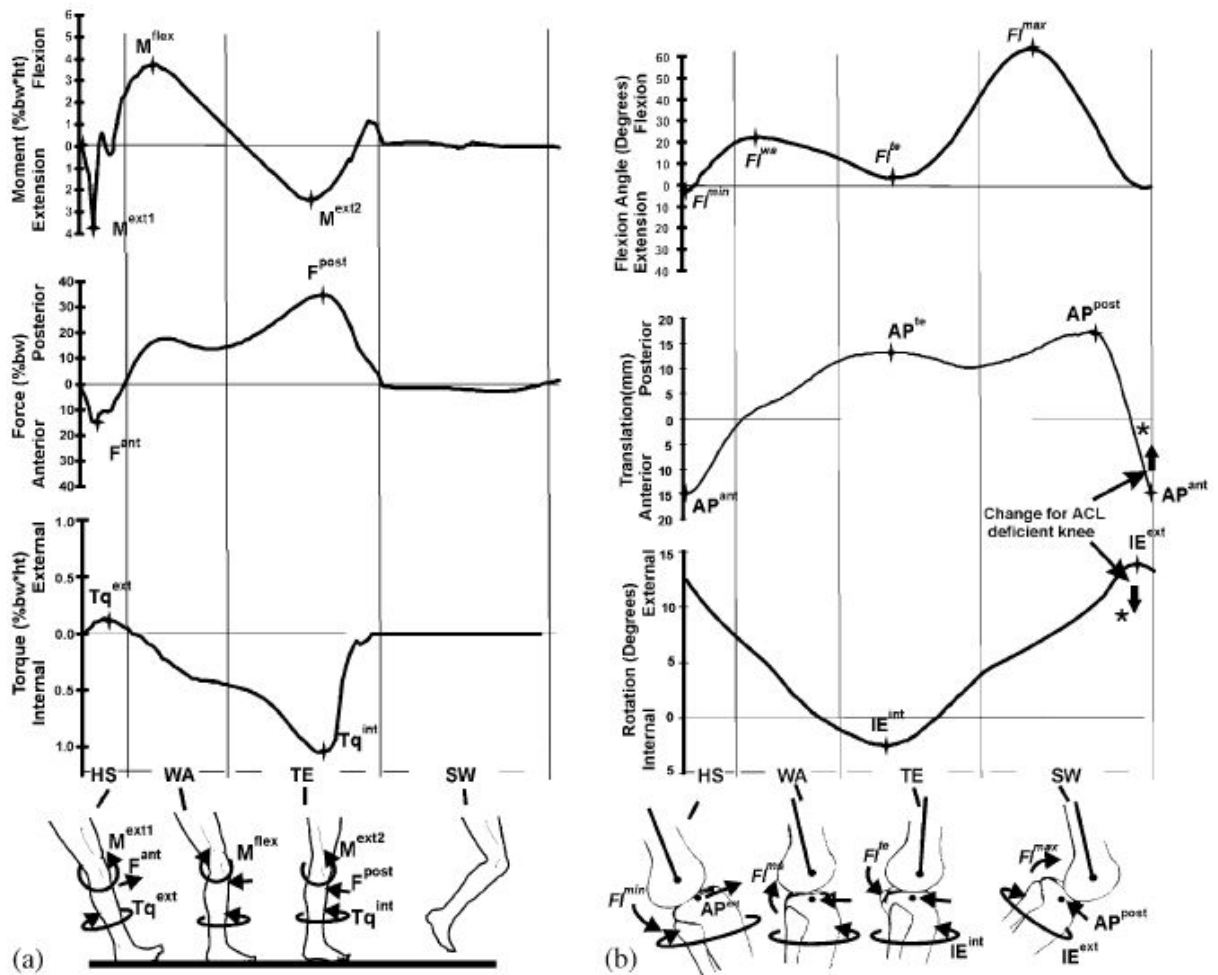 6
5
4
3
2
1
0
1
2
3
4
Moment (%bw*ht)
Extension Flexion
M^flex
M^ext1
M^ext2
40
30
20
10
0
10
20
30
40
Force (%bw)
Anterior Posterior
F^post
F^ant
1.0
0.5
0.0
0.5
1.0
Torque (%bw*ht)
Internal External
Tq^ext
Tq^int
HS WA TE SW
M^ext1
F^ant
Tq^ext
M^flex
M^ext2
F^post
Tq^int
(a)
60
50
40
30
20
10
0
10
20
30
40
Flexion Angle (Degrees)
Extension Flexion
Fl^max
Fl^wa
Fl^te
Fl^min
20
15
10
5
0
5
10
15
20
Translation(mm)
Anterior Posterior
AP^te
AP^post
*
AP^ant
AP^ant
Change for ACL
deficient knee
15
10
5
0
5
Rotation (Degrees)
Internal External
IE^ext
*
IE^int
HS WA TE SW
Fl^min
Fl^te
Fl^max
IE^int
AP^post
IE^ext
(b)